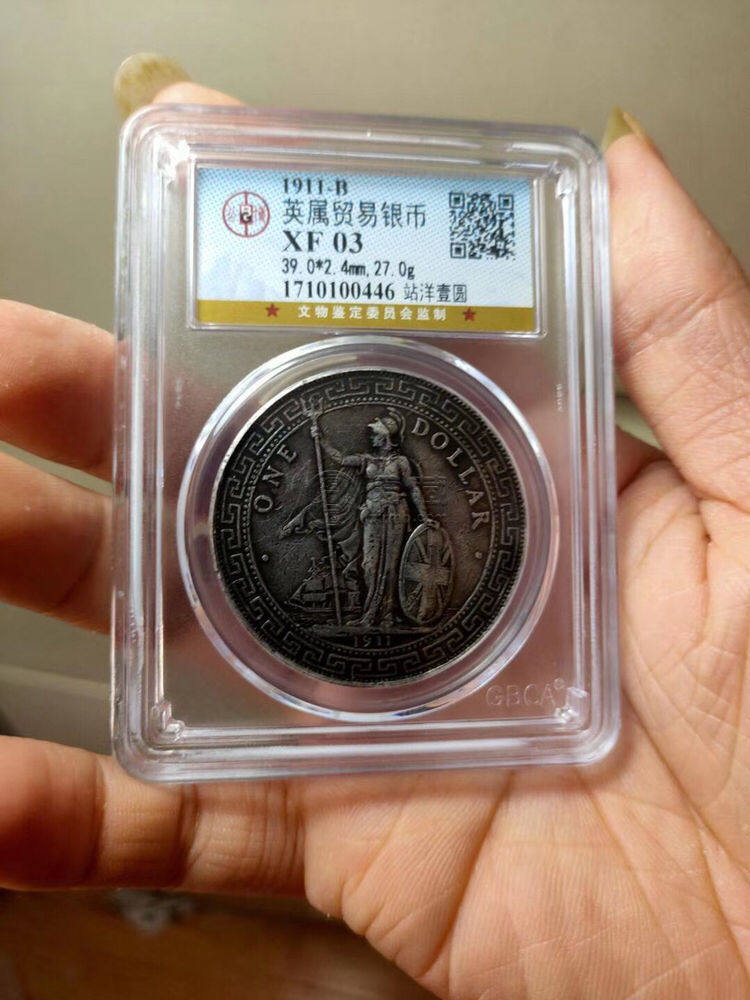 1911-B
英属贸易银币
XF 03
39.0*2.4mm,27.0g
1710100446 站洋壹圆
★ 文物鉴定委员会监制 ★
ONE DOLLAR
1911
GBCA®